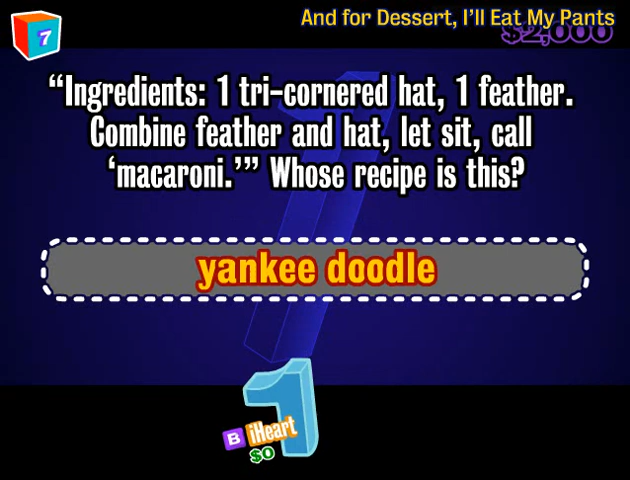 7
And for Dessert, I'll Eat My Pants
$2,000
“Ingredients: 1 tri-cornered hat, 1 feather.
Combine feather and hat, let sit, call
‘macaroni.’” Whose recipe is this?
yankee doodle
1
B iHeart
$0